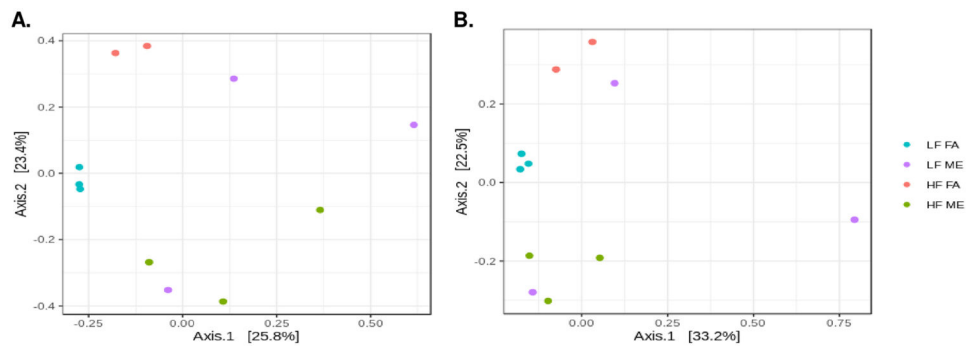 A.
0.4
0.2
0.0
-0.2
-0.4
Axis.2 [23.4%]
-0.25 0.00 0.25 0.50
Axis.1 [25.8%]
B.
0.2
0.0
-0.2
Axis.2 [22.5%]
0.00 0.25 0.50 0.75
Axis.1 [33.2%]
LF FA
LF ME
HF FA
HF ME